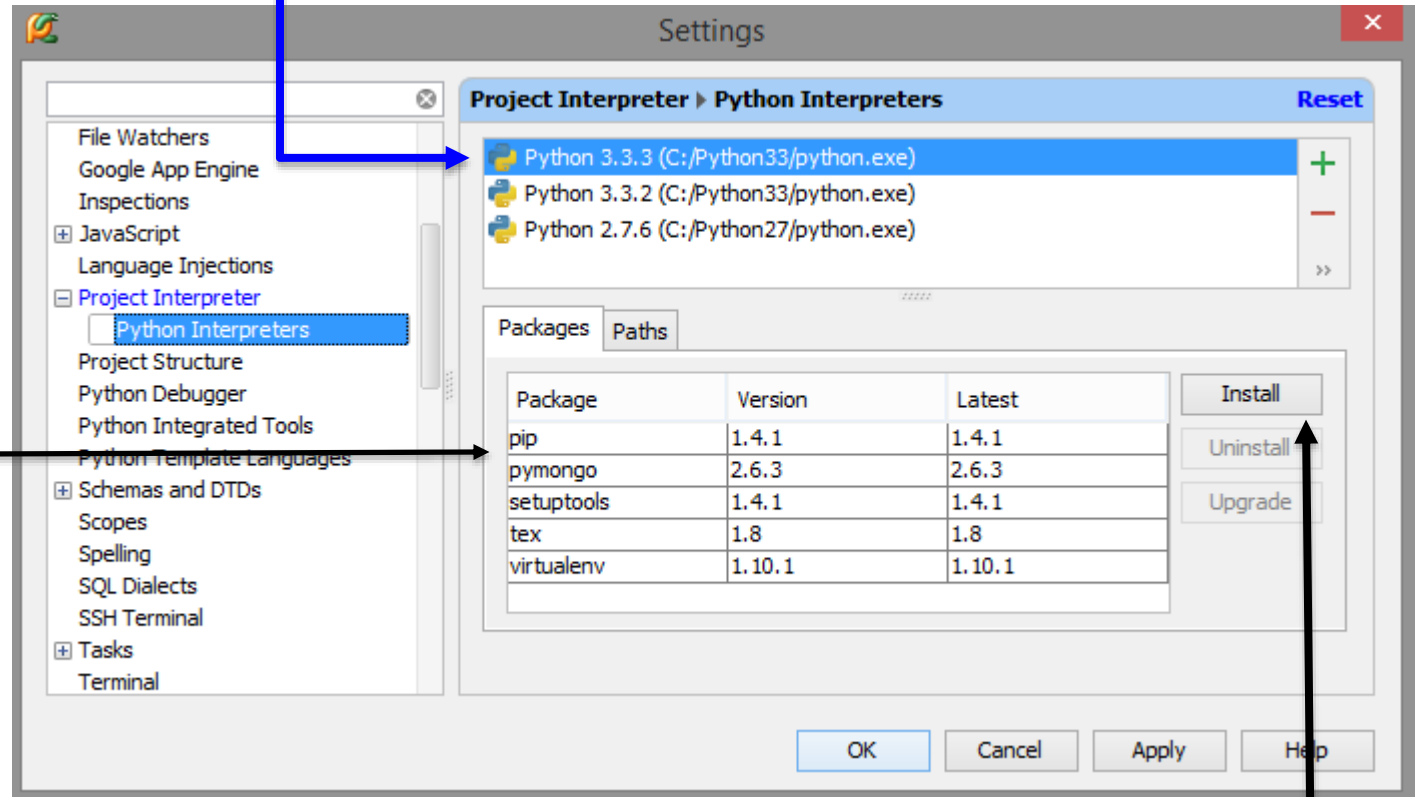 Settings
Project Interpreter Python Interpreters Reset
File Watchers
Google App Engine
Inspections
JavaScript
Language Injections
Project Interpreter
Python Interpreters
Project Structure
Python Debugger
Python Integrated Tools
Python Template Languages
Schemas and DTDs
Scopes
Spelling
SQL Dialects
SSH Terminal
Tasks
Terminal
Python 3.3.3 (C:/Python33/python.exe)
Python 3.3.2 (C:/Python33/python.exe)
Python 2.7.6 (C:/Python27/python.exe)
Packages Paths
Package Version Latest
pip 1.4.1 1.4.1
pymongo 2.6.3 2.6.3
setuptools 1.4.1 1.4.1
tex 1.8 1.8
virtualenv 1.10.1 1.10.1
Install
Uninstall
Upgrade
OK Cancel Apply Help